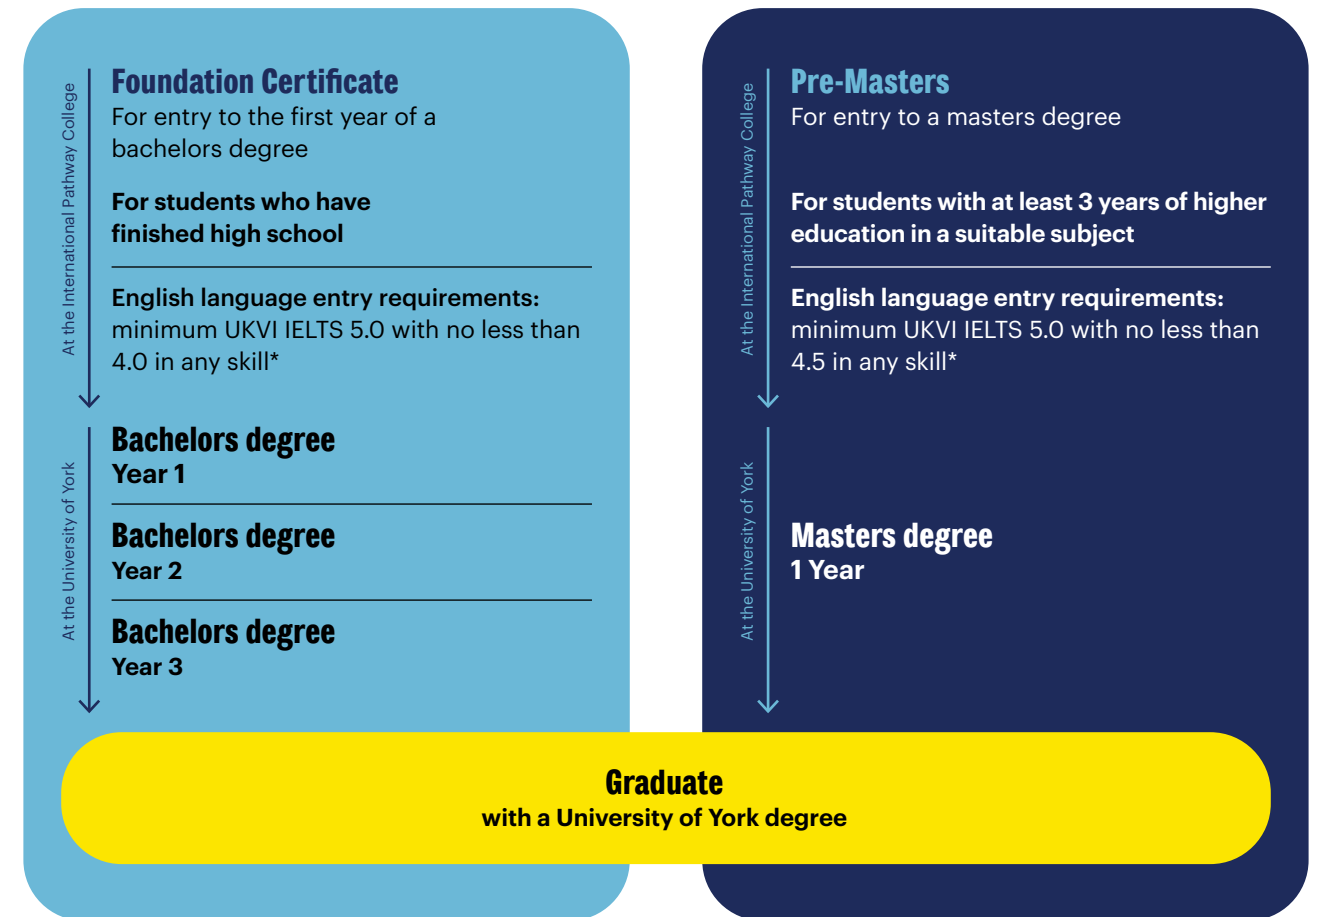 At the International Pathway College
Foundation Certificate
For entry to the first year of a
bachelors degree
For students who have
finished high school
English language entry requirements:
minimum UKVI IELTS 5.0 with no less than
4.0 in any skill*
At the University of York
Bachelors degree
Year 1
Bachelors degree
Year 2
Bachelors degree
Year 3
At the International Pathway College
Pre-Masters
For entry to a masters degree
For students with at least 3 years of higher
education in a suitable subject
English language entry requirements:
minimum UKVI IELTS 5.0 with no less than
4.5 in any skill*
At the University of York
Masters degree
1 Year
Graduate
with a University of York degree